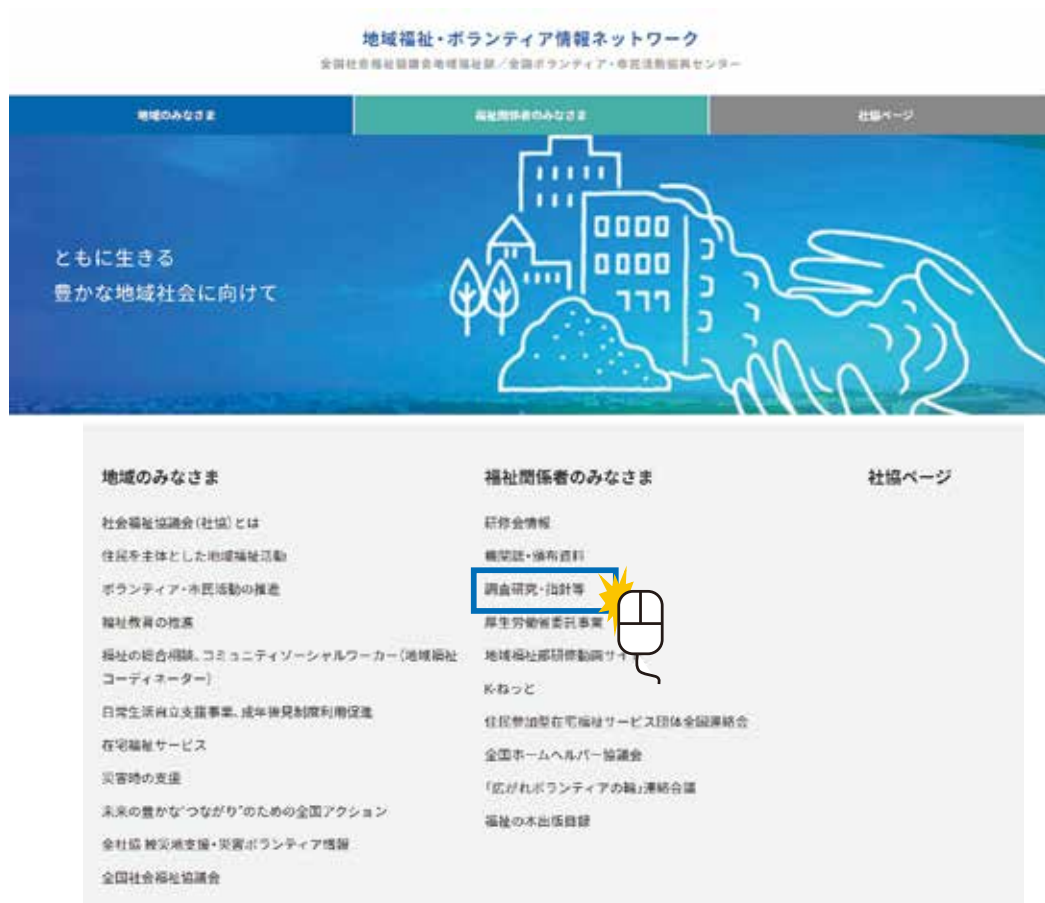 地域福祉・ボランティア情報ネットワーク
全国社会福祉協議会地域福祉部／全国ボランティア・市民活動振興センター
地域のみなさま
福祉関係者のみなさま
社協ページ
ともに生きる
豊かな地域社会に向けて
地域のみなさま
社会福祉協議会（社協）とは
住民を主体とした地域福祉活動
ボランティア・市民活動の推進
福祉教育の推進
福祉の総合相談、コミュニティソーシャルワーカー（地域福祉
コーディネーター）
日常生活自立支援事業、成年後見制度利用促進
在宅福祉サービス
災害時の支援
未来の豊かな"つながり"のための全国アクション
全社協 被災地支援・災害ボランティア情報
全国社会福祉協議会
福祉関係者のみなさま
研修会情報
機関誌・頒布資料
調査研究・指針等
厚生労働省委託事業
地域福祉部研修動画サイト
K-ねっと
住民参加型在宅福祉サービス団体全国連絡会
全国ホームヘルパー協議会
「広がれボランティアの輪」連絡会議
福祉の本出版目録
社協ページ